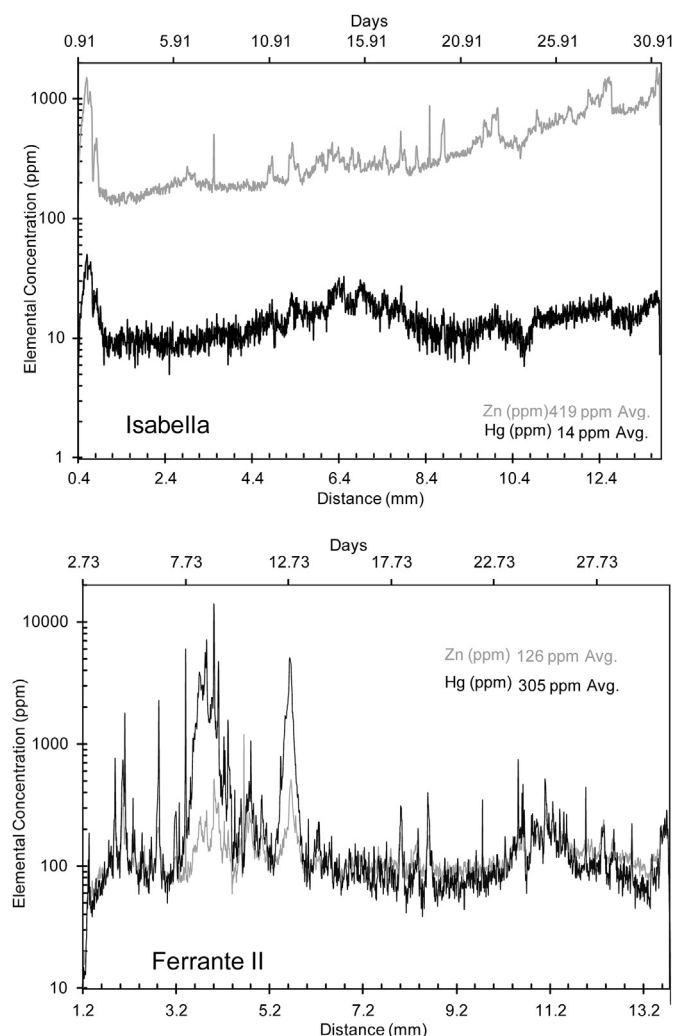 Days
0.91 5.91 10.91 15.91 20.91 25.91 30.91
1000
100
10
1
Elemental Concentration (ppm)
Zn (ppm)419 ppm Avg.
Hg (ppm) 14 ppm Avg.
Isabella
0.4 2.4 4.4 6.4 8.4 10.4 12.4
Distance (mm)
Days
2.73 7.73 12.73 17.73 22.73 27.73
10000
1000
100
10
Elemental Concentration (ppm)
Zn (ppm) 126 ppm Avg.
Hg (ppm) 305 ppm Avg.
Ferrante II
1.2 3.2 5.2 7.2 9.2 11.2 13.2
Distance (mm)